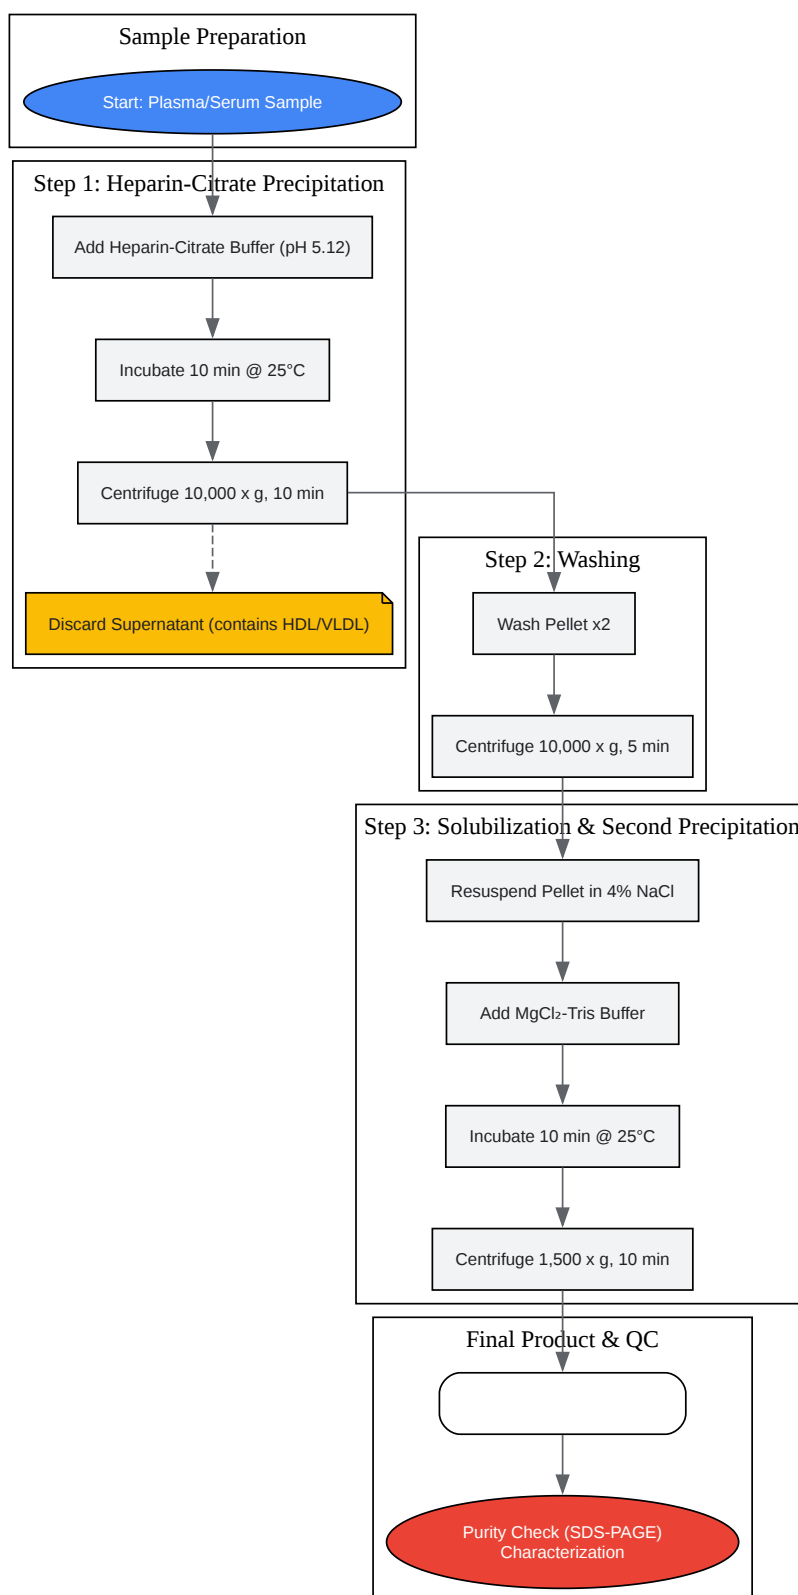 Sample Preparation
Start: Plasma/Serum Sample
Step 1: Heparin-Citrate Precipitation
Add Heparin-Citrate Buffer (pH 5.12)
Incubate 10 min @ 25°C
Centrifuge 10,000 x g, 10 min
Discard Supernatant (contains HDL/VLDL)
Step 2: Washing
Wash Pellet x2
Centrifuge 10,000 x g, 5 min
Step 3: Solubilization & Second Precipitation
Resuspend Pellet in 4% NaCl
Add MgCl₂-Tris Buffer
Incubate 10 min @ 25°C
Centrifuge 1,500 x g, 10 min
Final Product & QC
Purity Check (SDS-PAGE)
Characterization